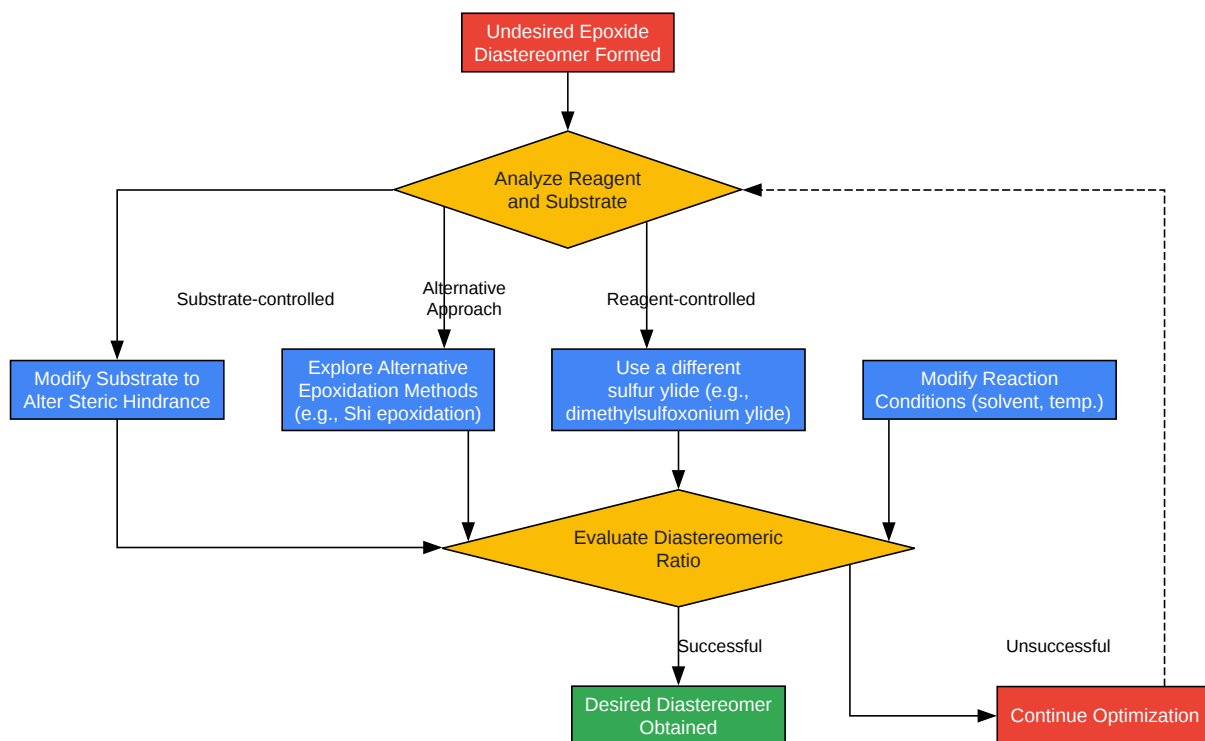 Undesired Epoxide
Diastereomer Formed
Analyze Reagent
and Substrate
Substrate-controlled
Alternative
Approach
Reagent-controlled
Modify Substrate to
Alter Steric Hindrance
Explore Alternative
Epoxidation Methods
(e.g., Shi epoxidation)
Use a different
sulfur ylide (e.g.,
dimethylsulfoxonium ylide)
Modify Reaction
Conditions (solvent, temp.)
Evaluate Diastereomeric
Ratio
Successful
Unsuccessful
Desired Diastereomer
Obtained
Continue Optimization